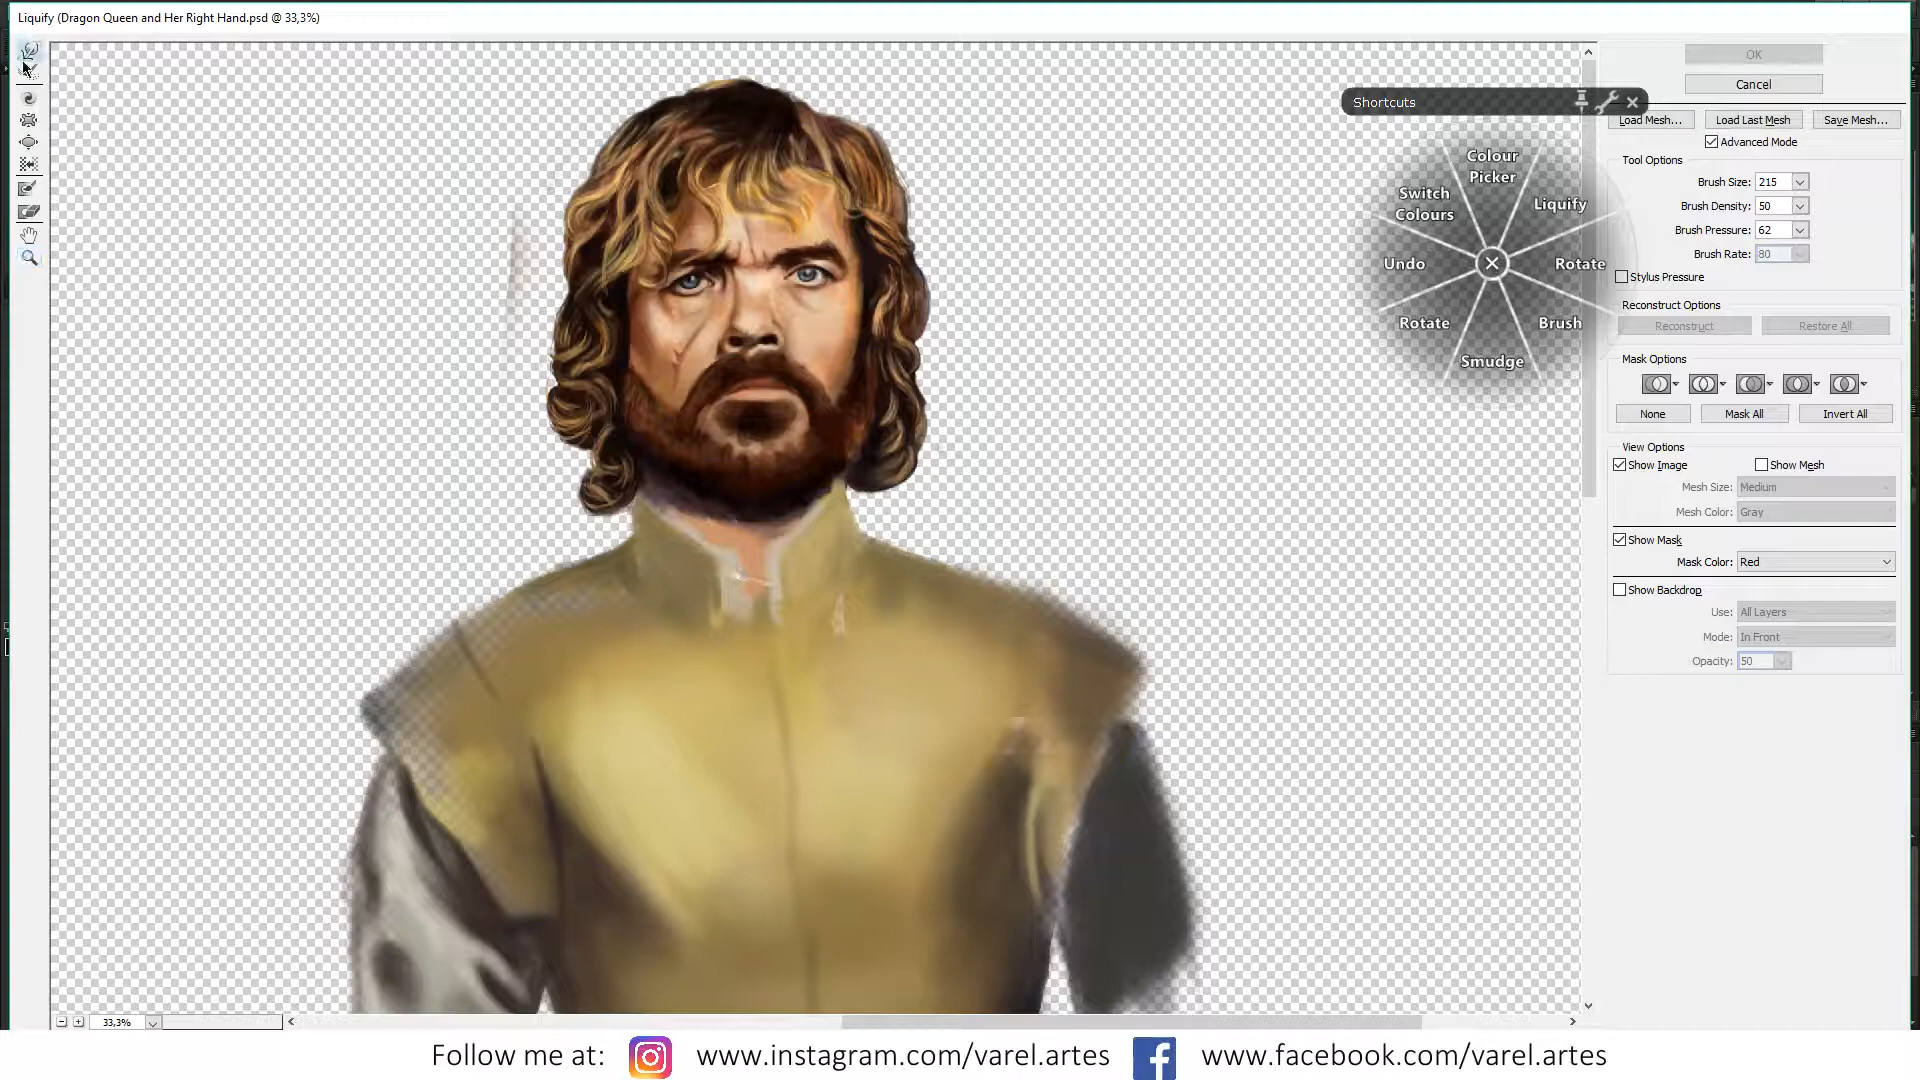 Liquify (Dragon Queen and Her Right Hand.psd @ 33,3%)
OK
Cancel
Shortcuts
Load Mesh...
Load Last Mesh
Save Mesh...
Advanced Mode
Tool Options
Brush Size: 215
Brush Density: 50
Brush Pressure: 62
Brush Rate: 80
Stylus Pressure
Colour
Picker
Switch
Colours
Liquify
Undo
Rotate
Rotate
Brush
Smudge
Reconstruct Options
Reconstruct
Restore All
Mask Options
None
Mask All
Invert All
View Options
Show Image
Show Mesh
Mesh Size: Medium
Mesh Color: Gray
Show Mask
Mask Color: Red
Show Backdrop
Use: All Layers
Mode: In Front
Opacity: 50
33,3%
Follow me at: www.instagram.com/varel.artes www.facebook.com/varel.artes